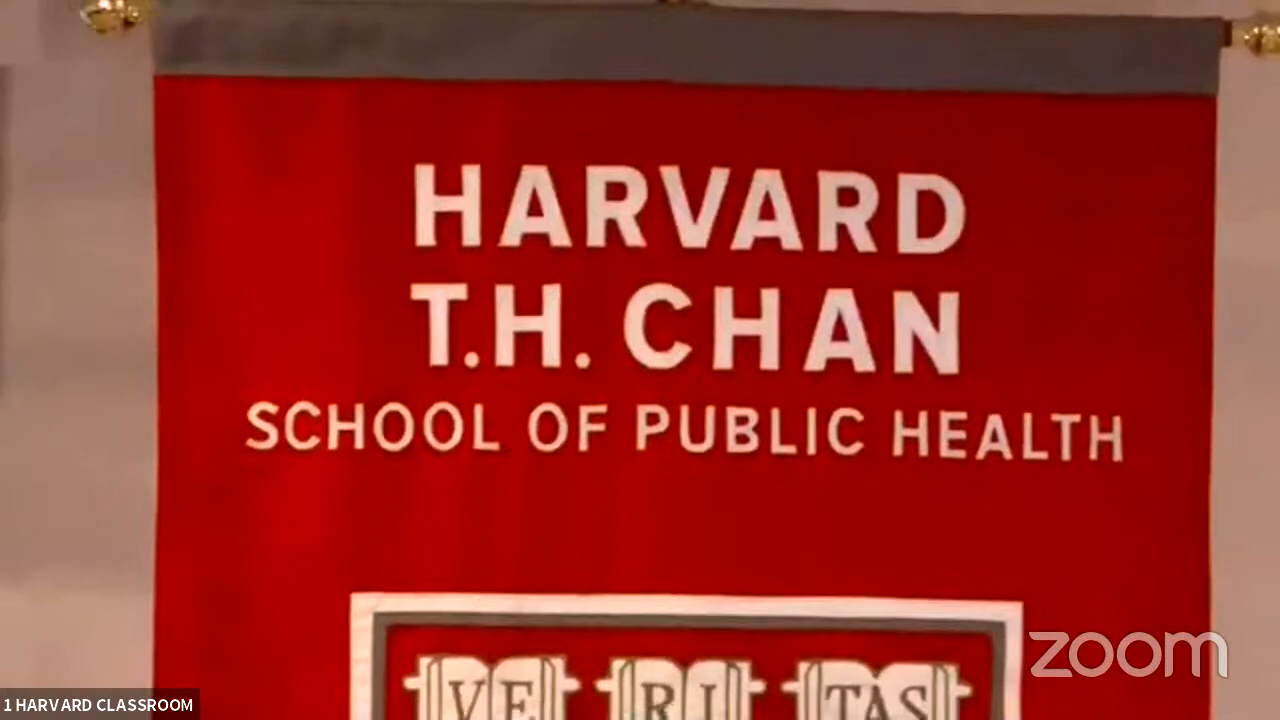 HARVARD
T.H. CHAN
SCHOOL OF PUBLIC HEALTH
VE RI TAS
zoom
1 HARVARD CLASSROOM